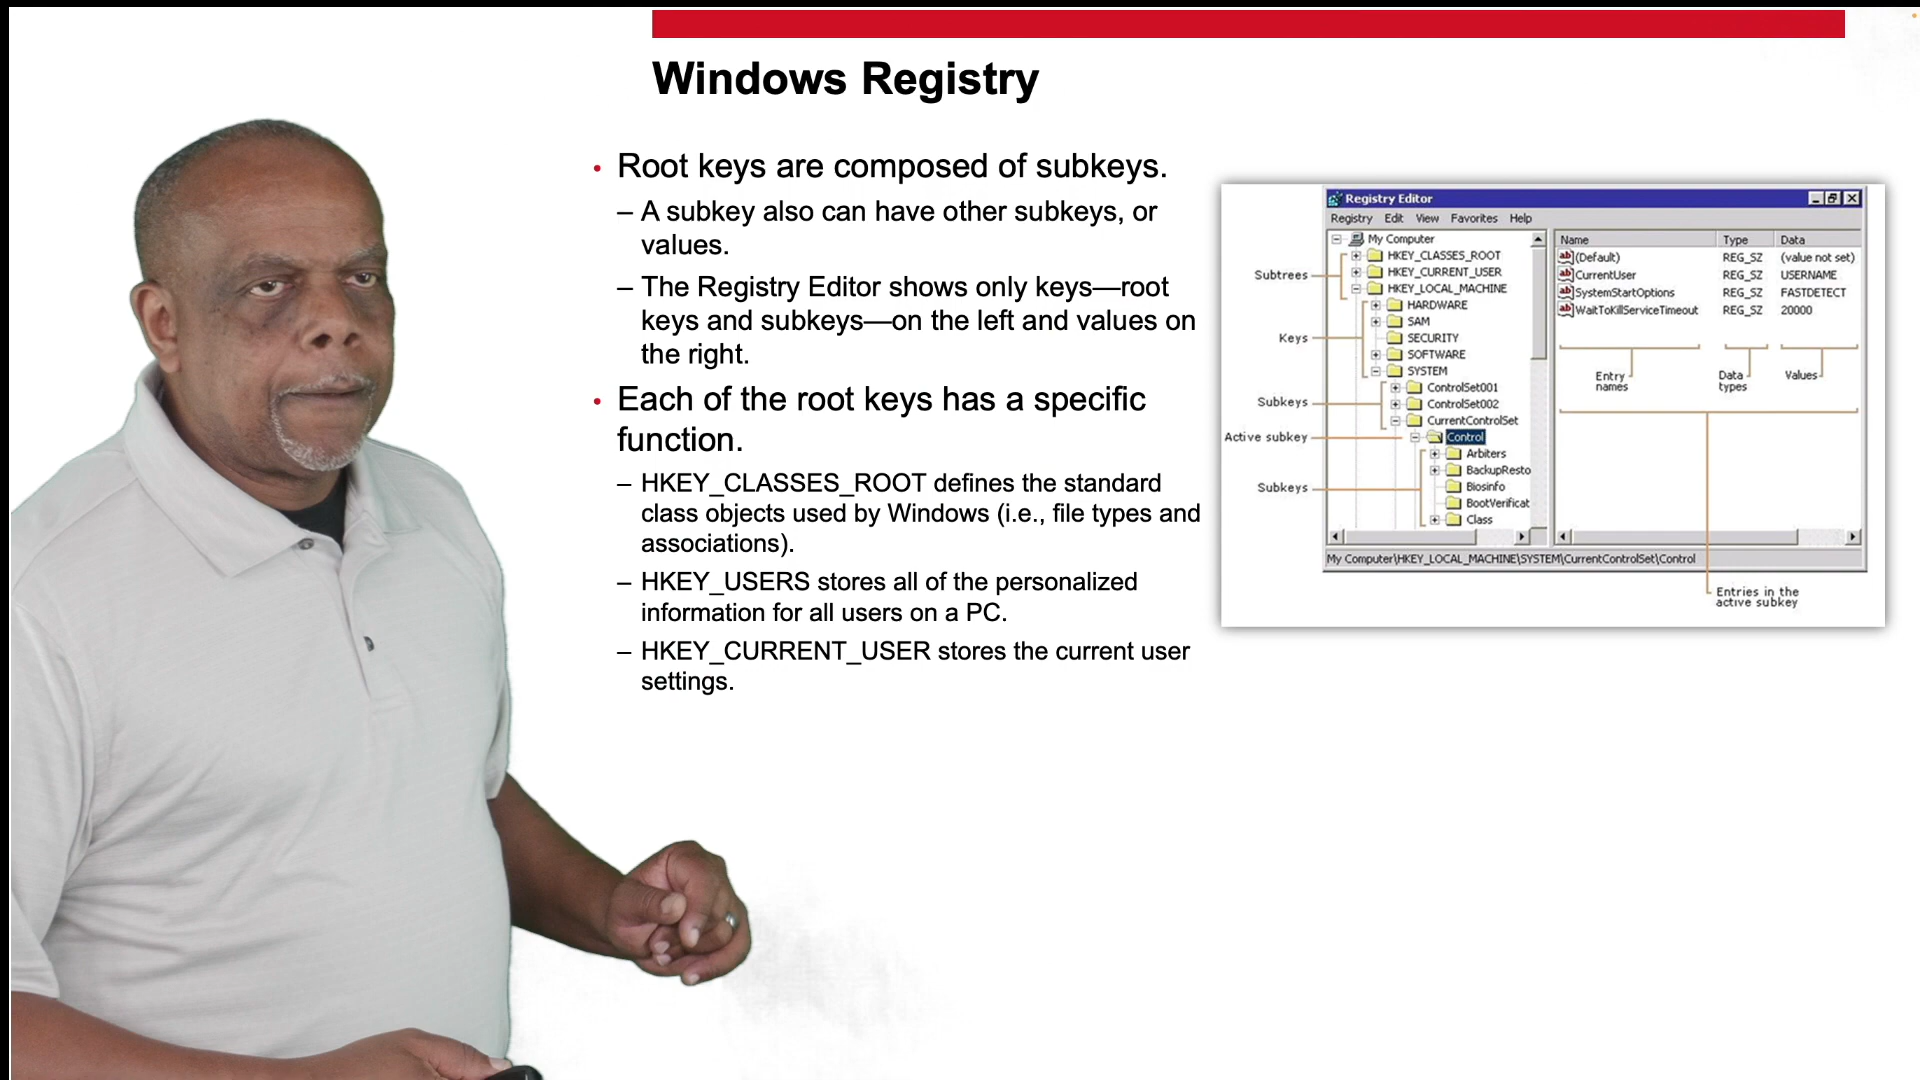 Windows Registry
• Root keys are composed of subkeys.
– A subkey also can have other subkeys, or
values.
– The Registry Editor shows only keys—root
keys and subkeys—on the left and values on
the right.
• Each of the root keys has a specific
function.
– HKEY_CLASSES_ROOT defines the standard
class objects used by Windows (i.e., file types and
associations).
– HKEY_USERS stores all of the personalized
information for all users on a PC.
– HKEY_CURRENT_USER stores the current user
settings.
Registry Editor
Registry Edit View Favorites Help
My Computer
HKEY_CLASSES_ROOT
Subtrees
HKEY_CURRENT_USER
HKEY_LOCAL_MACHINE
HARDWARE
SAM
Keys
SECURITY
SOFTWARE
SYSTEM
ControlSet001
Subkeys
ControlSet002
CurrentControlSet
Active subkey
Control
Arbiters
BackupResto
Subkeys
Biosinfo
BootVerificat
Class
Name Type Data
ab (Default) REG_SZ (value not set)
ab CurrentUser REG_SZ USERNAME
ab SystemStartOptions REG_SZ FASTDETECT
ab WaitToKillServiceTimeout REG_SZ 20000
Entry
names
Data
types
Values
My Computer\HKEY_LOCAL_MACHINE\SYSTEM\CurrentControlSet\Control
Entries in the
active subkey